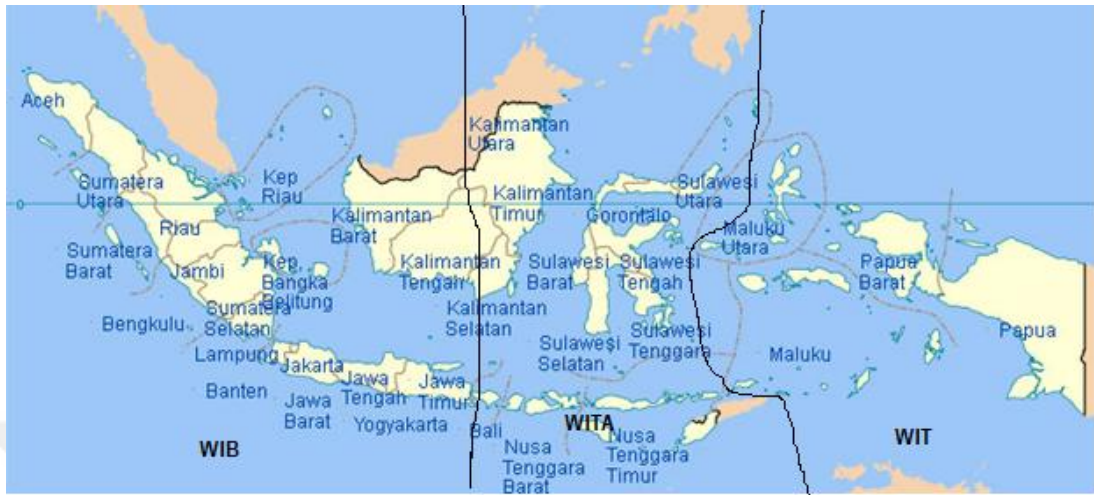 Aceh
Sumatera
Utara
Kep
Riau
Riau
Sumatera
Barat
Jambi
Kep
Bangka
Belitung
Sumatera
Selatan
Bengkulu
Lampung
Banten
Jakarta
Jawa
Barat
Jawa
Tengah
Yogyakarta
Jawa
Timur
Bali
Kalimantan
Utara
Kalimantan
Timur
Kalimantan
Barat
Kalimantan
Tengah
Kalimantan
Selatan
Gorontalo
Sulawesi
Utara
Sulawesi
Barat
Sulawesi
Tengah
Sulawesi
Selatan
Sulawesi
Tenggara
Nusa
Tenggara
Barat
Nusa
Tenggara
Timur
Maluku
Utara
Maluku
Papua
Barat
Papua
0
WIB
WITA
WIT